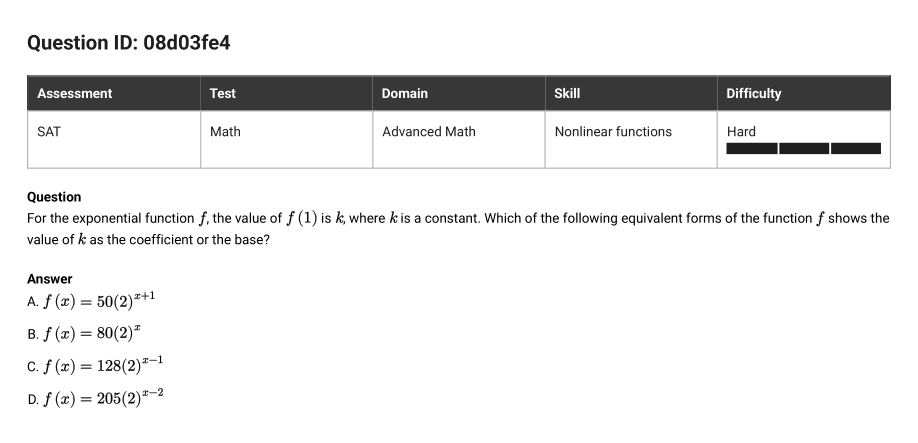 Question ID: 08d03fe4
Assessment Test Domain Skill Difficulty
SAT Math Advanced Math Nonlinear functions Hard
Question
For the exponential function f, the value of f (1) is k, where k is a constant. Which of the following equivalent forms of the function f shows the
value of k as the coefficient or the base?
Answer
A. f (x) = 50(2)^{x+1}
B. f (x) = 80(2)^{x}
C. f (x) = 128(2)^{x−1}
D. f (x) = 205(2)^{x−2}